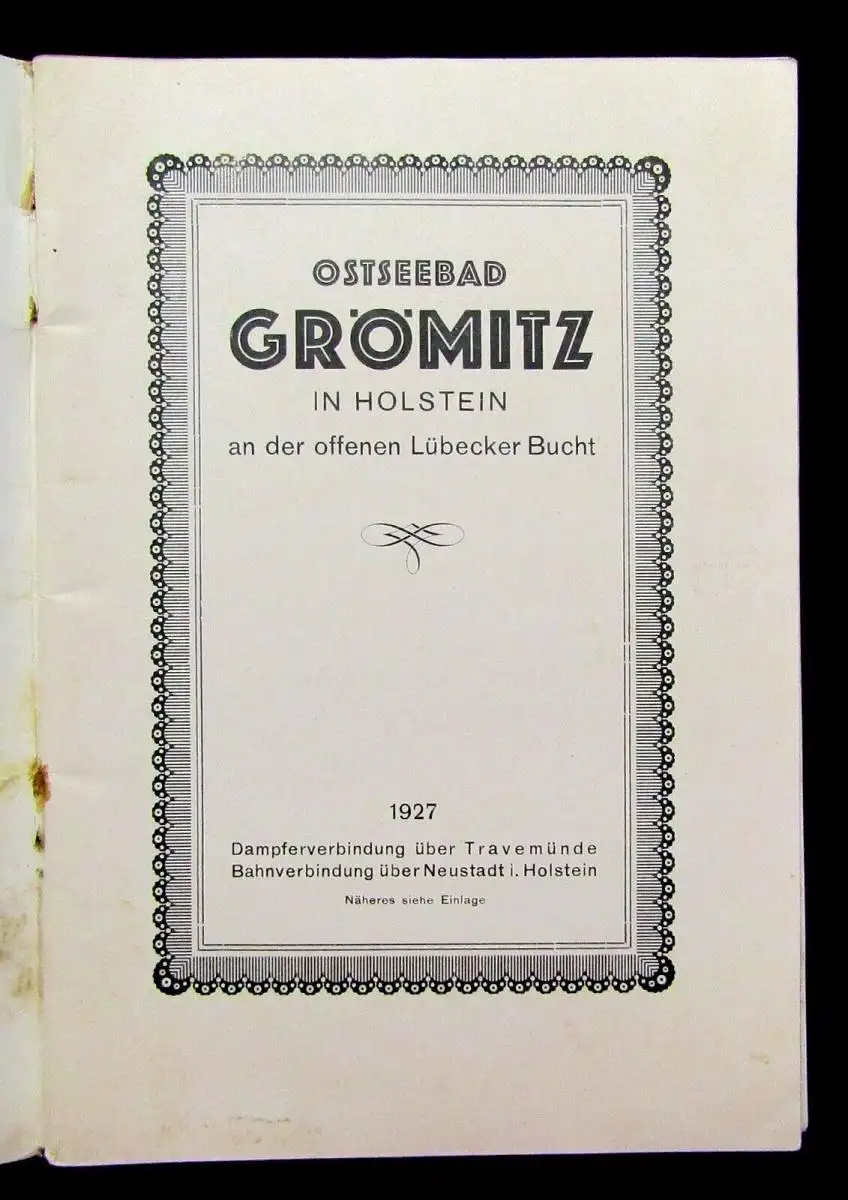 OSTSEEBAD
GRÖMITZ
IN HOLSTEIN
an der offenen Lübecker Bucht
1927
Dampferverbindung über Travemünde
Bahnverbindung über Neustadt i. Holstein
Näheres siehe Einlage